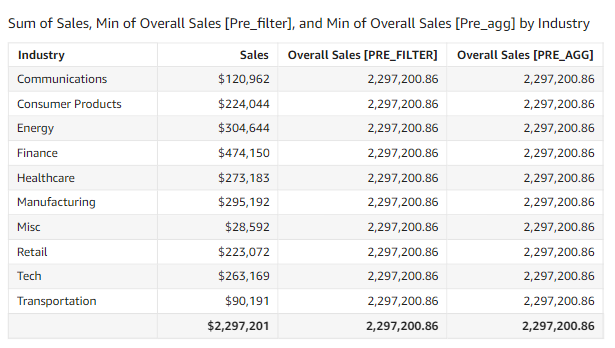 Sum of Sales, Min of Overall Sales [Pre_filter], and Min of Overall Sales [Pre_agg] by Industry
Industry Sales Overall Sales [PRE_FILTER] Overall Sales [PRE_AGG]
Communications $120,962 2,297,200.86 2,297,200.86
Consumer Products $224,044 2,297,200.86 2,297,200.86
Energy $304,644 2,297,200.86 2,297,200.86
Finance $474,150 2,297,200.86 2,297,200.86
Healthcare $273,183 2,297,200.86 2,297,200.86
Manufacturing $295,192 2,297,200.86 2,297,200.86
Misc $28,592 2,297,200.86 2,297,200.86
Retail $223,072 2,297,200.86 2,297,200.86
Tech $263,169 2,297,200.86 2,297,200.86
Transportation $90,191 2,297,200.86 2,297,200.86
$2,297,201 2,297,200.86 2,297,200.86